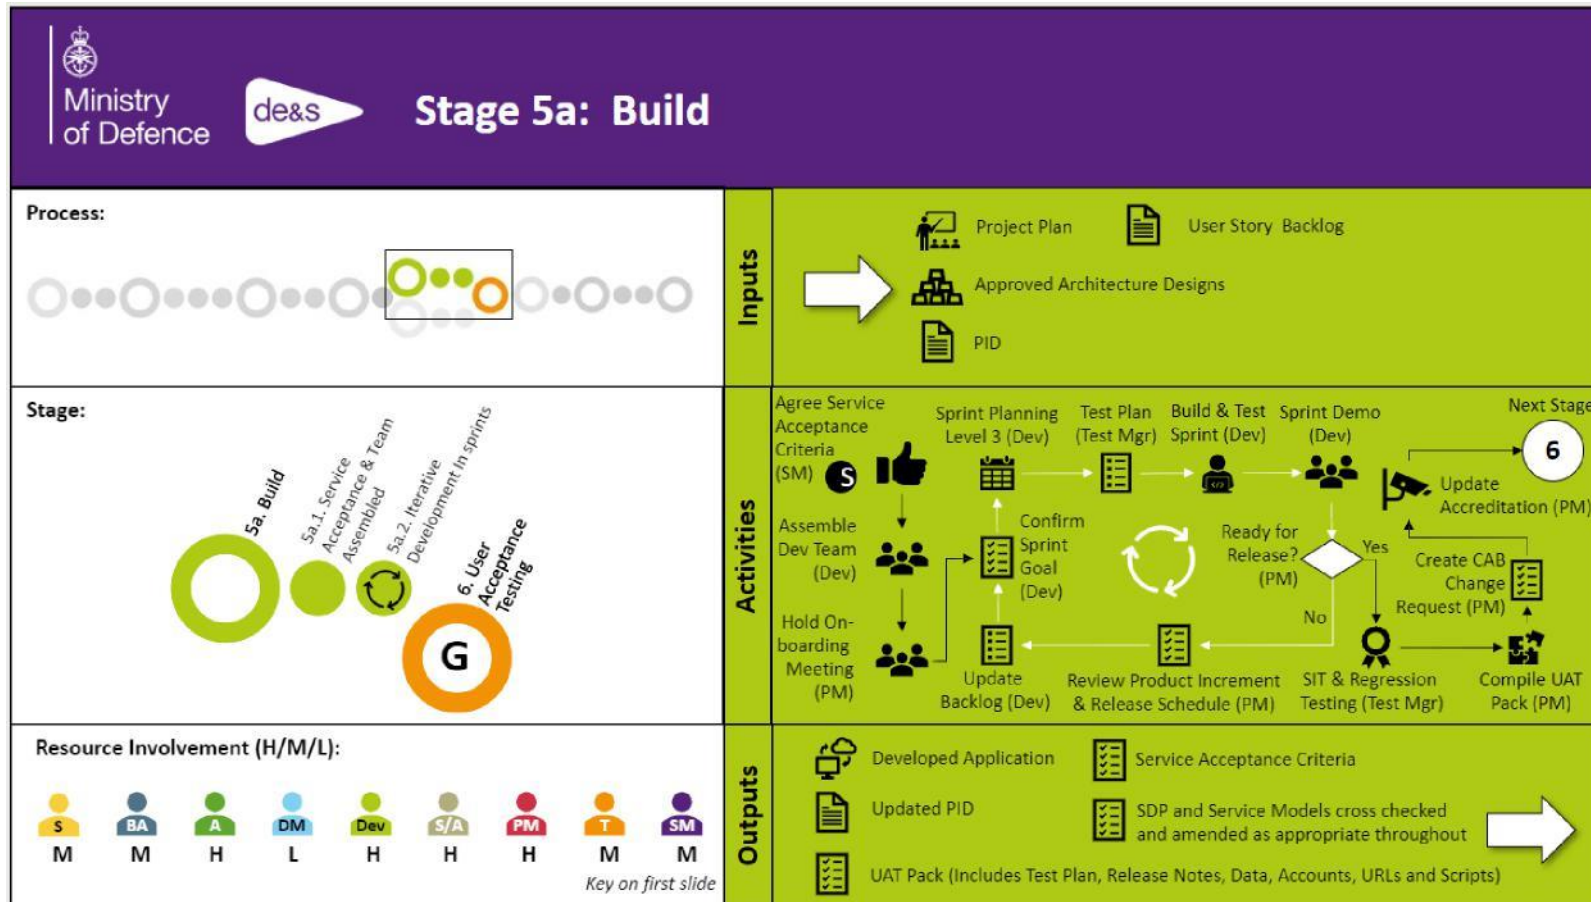 Ministry
of Defence
de&s
Stage 5a:  Build
Process:
Inputs
Project Plan
User Story  Backlog
Approved Architecture Designs
PID
Stage:
5a. Build
5a.1. Service
Acceptance & Team
Assembled
5a.2. Iterative
Development In sprints
6. User
Acceptance
Testing
G
Activities
Agree Service
Acceptance
Criteria
(SM)
S
Assemble
Dev Team
(Dev)
Hold On-
boarding
Meeting
(PM)
Sprint Planning
Level 3 (Dev)
Test Plan
(Test Mgr)
Build & Test
Sprint (Dev)
Sprint Demo
(Dev)
Next Stage
6
Confirm
Sprint
Goal
(Dev)
Ready for
Release?
(PM)
Yes
No
Update
Accreditation (PM)
Create CAB
Change
Request (PM)
Update
Backlog (Dev)
Review Product Increment
& Release Schedule (PM)
SIT & Regression
Testing (Test Mgr)
Compile UAT
Pack (PM)
Resource Involvement (H/M/L):
S BA A DM Dev S/A PM T SM
M M H L H H H M M
Key on first slide
Outputs
Developed Application
Service Acceptance Criteria
Updated PID
SDP and Service Models cross checked
and amended as appropriate throughout
UAT Pack (Includes Test Plan, Release Notes, Data, Accounts, URLs and Scripts)